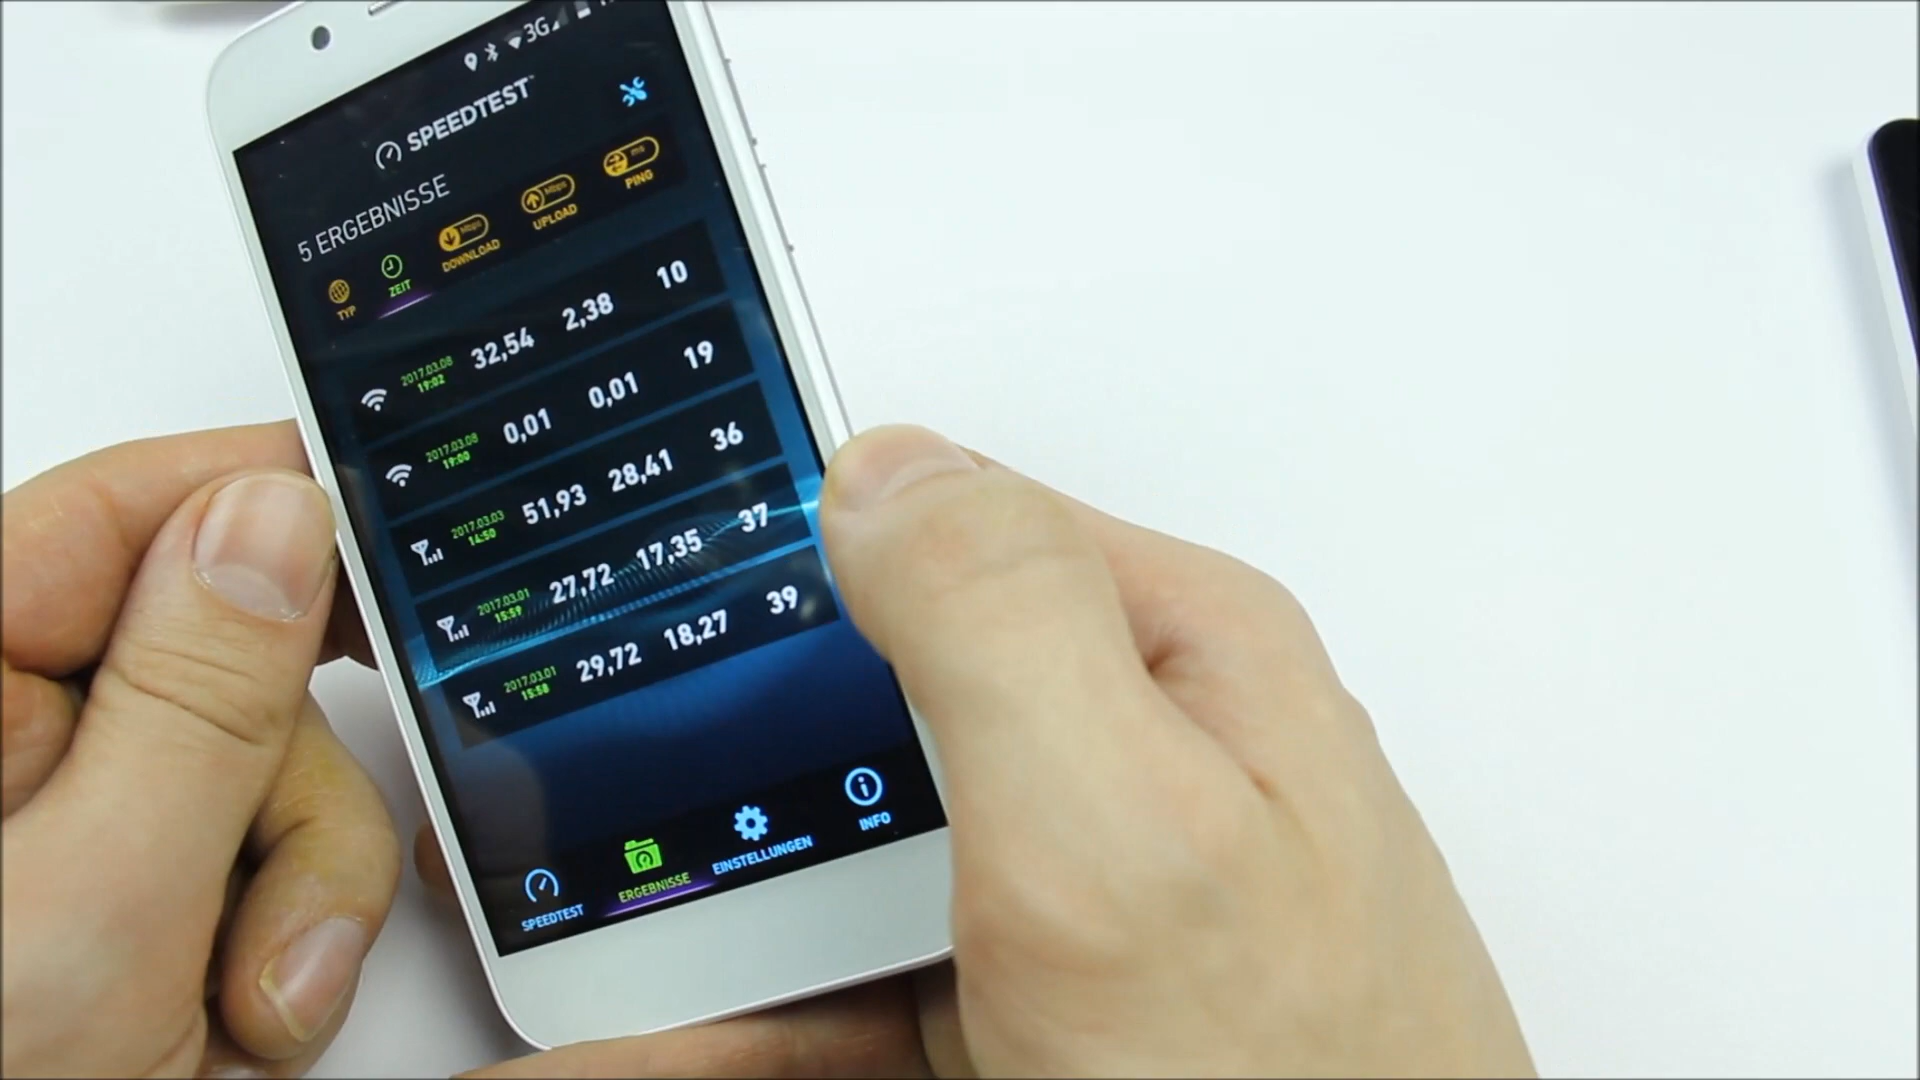 3G
SPEEDTEST
5 ERGEBNISSE
TYP ZEIT Mbps DOWNLOAD Mbps UPLOAD ms PING
2017.03.08 19:02 32,54 2,38 10
2017.03.08 19:00 0,01 0,01 19
2017.03.03 14:50 51,93 28,41 36
2017.03.01 15:59 27,72 17,35 37
2017.03.01 15:58 29,72 18,27 39
SPEEDTEST ERGEBNISSE EINSTELLUNGEN INFO